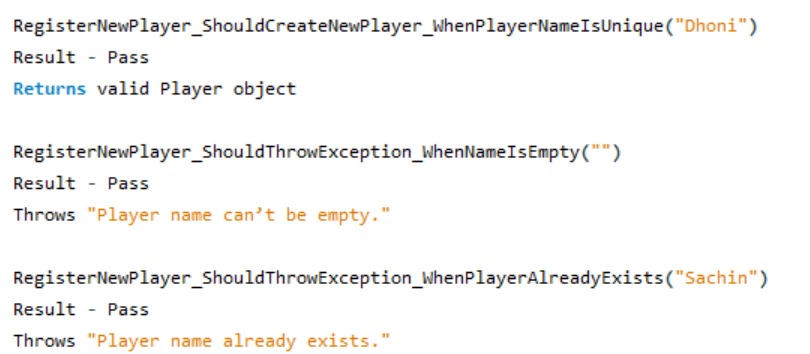 RegisterNewPlayer_ShouldCreateNewPlayer_WhenPlayerNameIsUnique("Dhoni")
Result - Pass
Returns valid Player object
RegisterNewPlayer_ShouldThrowException_WhenNameIsEmpty("")
Result - Pass
Throws "Player name can’t be empty."
RegisterNewPlayer_ShouldThrowException_WhenPlayerAlreadyExists("Sachin")
Result - Pass
Throws "Player name already exists."